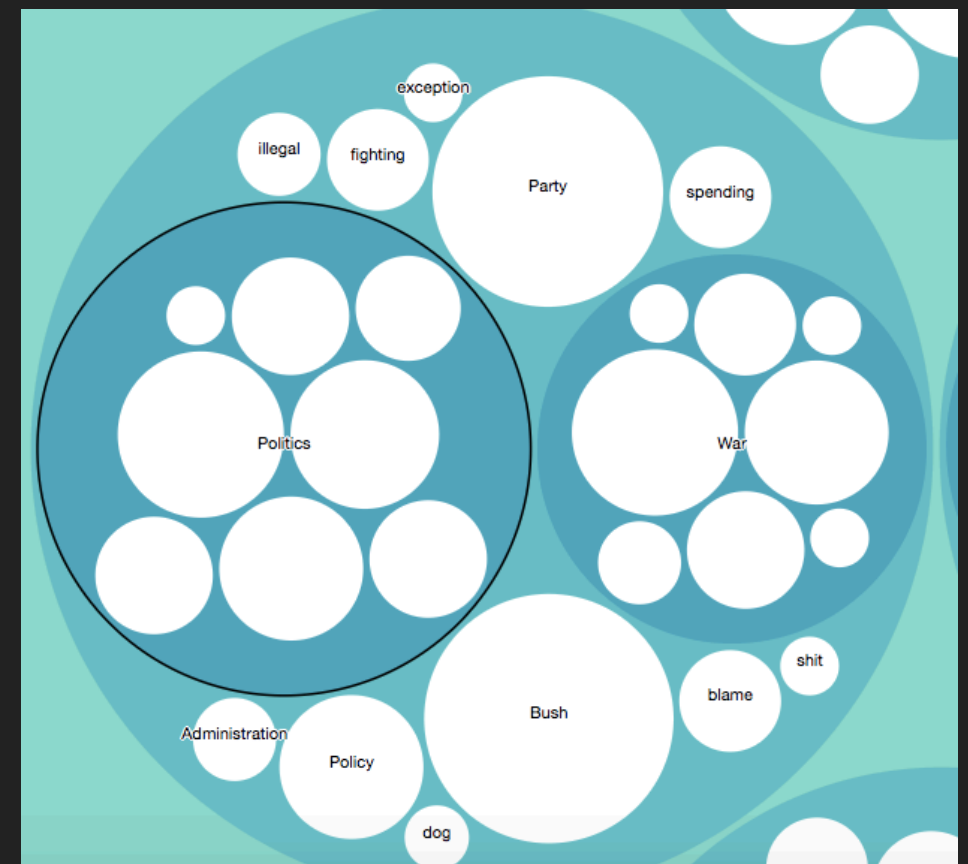 exception
illegal
fighting
Party
spending
Politics
War
shit
blame
Bush
Administration
Policy
dog